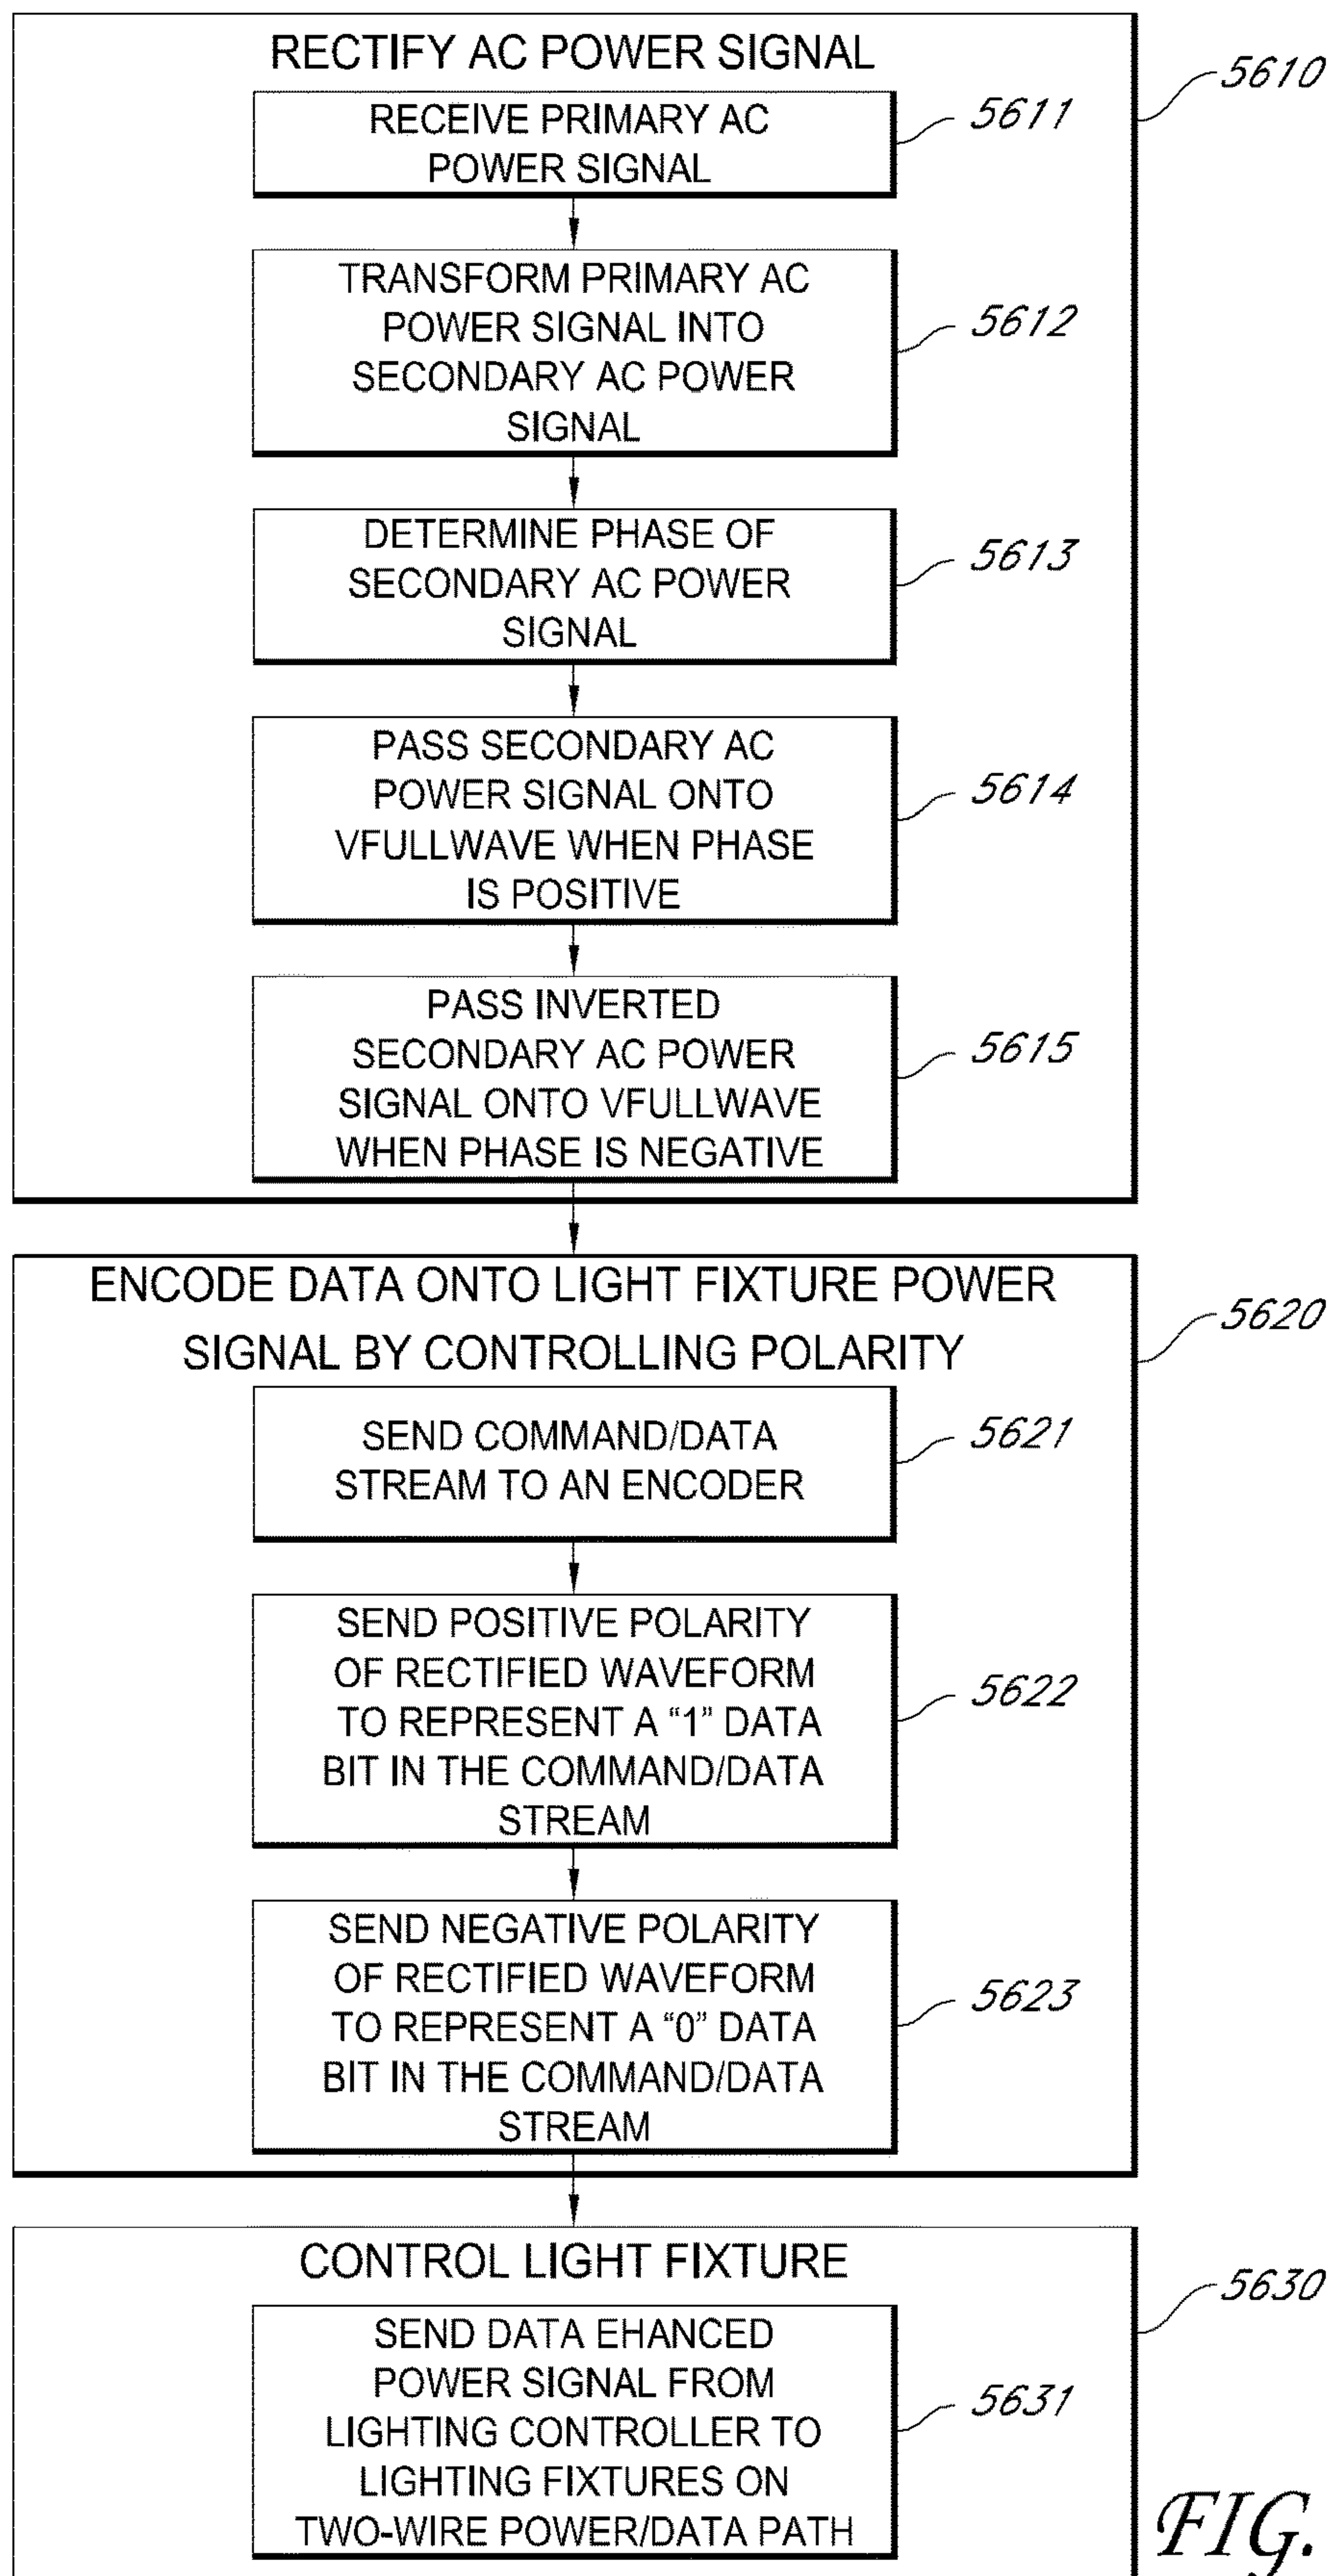 RECTIFY AC POWER SIGNAL
5610
RECEIVE PRIMARY AC
POWER SIGNAL
5611
TRANSFORM PRIMARY AC
POWER SIGNAL INTO
SECONDARY AC POWER
SIGNAL
5612
DETERMINE PHASE OF
SECONDARY AC POWER
SIGNAL
5613
PASS SECONDARY AC
POWER SIGNAL ONTO
VFULLWAVE WHEN PHASE
IS POSITIVE
5614
PASS INVERTED
SECONDARY AC POWER
SIGNAL ONTO VFULLWAVE
WHEN PHASE IS NEGATIVE
5615
ENCODE DATA ONTO LIGHT FIXTURE POWER
SIGNAL BY CONTROLLING POLARITY
5620
SEND COMMAND/DATA
STREAM TO AN ENCODER
5621
SEND POSITIVE POLARITY
OF RECTIFIED WAVEFORM
TO REPRESENT A “1” DATA
BIT IN THE COMMAND/DATA
STREAM
5622
SEND NEGATIVE POLARITY
OF RECTIFIED WAVEFORM
TO REPRESENT A “0” DATA
BIT IN THE COMMAND/DATA
STREAM
5623
CONTROL LIGHT FIXTURE
5630
SEND DATA EHANCED
POWER SIGNAL FROM
LIGHTING CONTROLLER TO
LIGHTING FIXTURES ON
TWO-WIRE POWER/DATA PATH
5631
FIG.